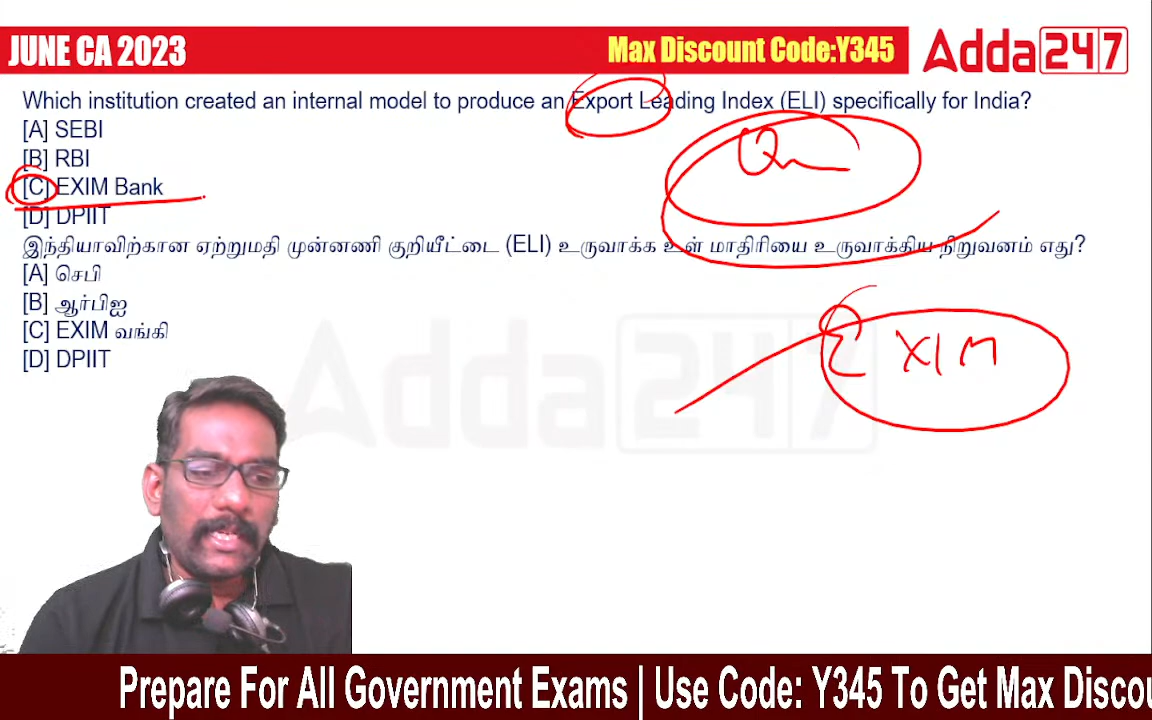 JUNE CA 2023
Max Discount Code:Y345
Adda247
Which institution created an internal model to produce an Export Leading Index (ELI) specifically for India?
[A] SEBI
[B] RBI
[C] EXIM Bank
[D] DPIIT
இந்தியாவிற்கான ஏற்றுமதி முன்னணி குறியீட்டை (ELI) உருவாக்க உள் மாதிரியை உருவாக்கிய நிறுவனம் எது?
[A] செபி
[B] ஆர்பிஐ
[C] EXIM வங்கி
[D] DPIIT
EXIM
Adda247
Prepare For All Government Exams | Use Code: Y345 To Get Max Discou